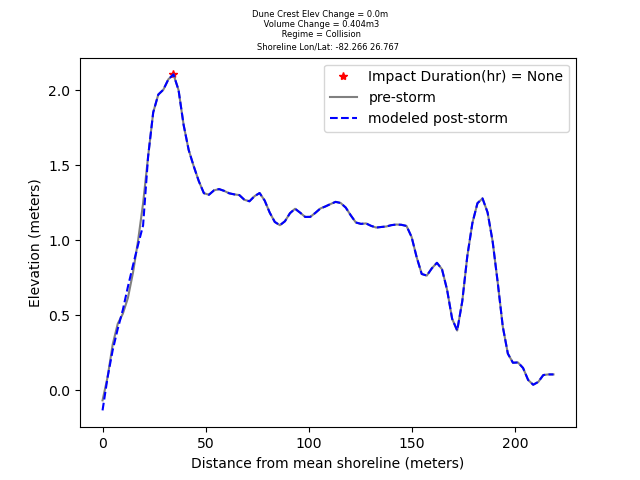 Dune Crest Elev Change = 0.0m
Volume Change = 0.404m3
Regime = Collision
Shoreline Lon/Lat: -82.266 26.767
Impact Duration(hr) = None
pre-storm
modeled post-storm
2.0
1.5
1.0
0.5
0.0
Elevation (meters)
0 50 100 150 200
Distance from mean shoreline (meters)